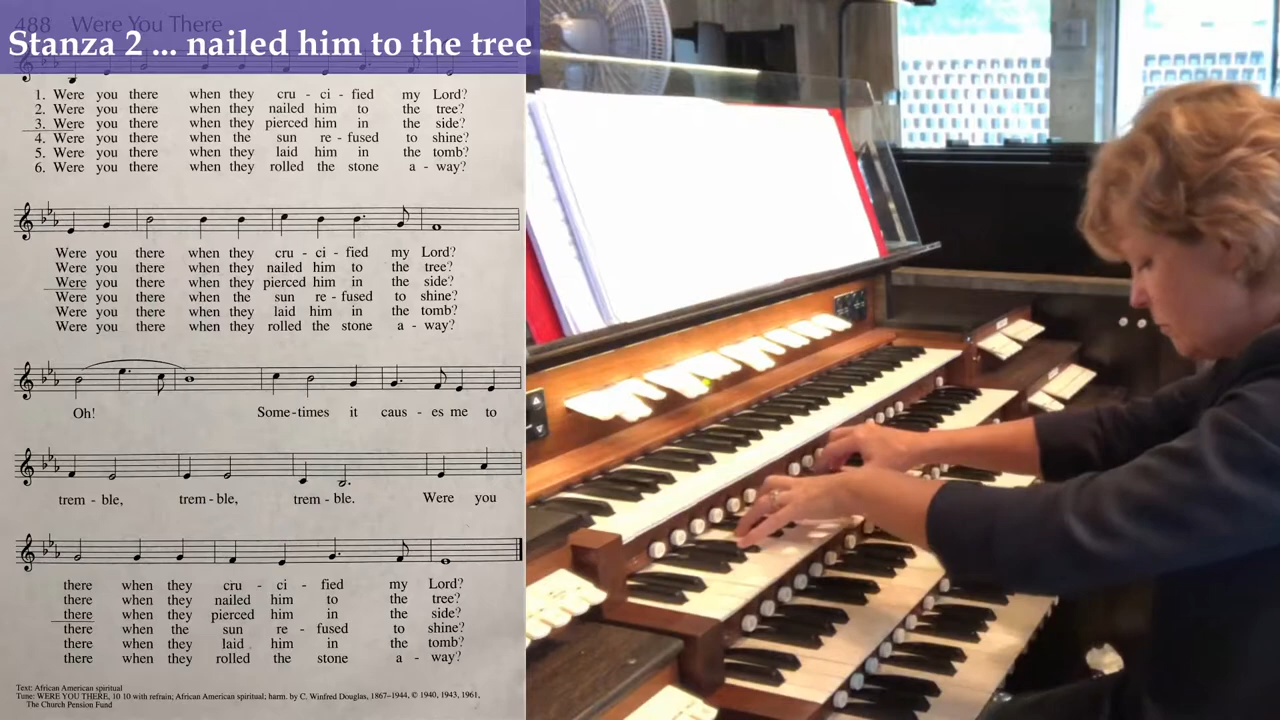 488 Were You There
Stanza 2 ... nailed him to the tree
1. Were you there when they cru - ci - fied my Lord?
2. Were you there when they nailed him to the tree?
3. Were you there when they pierced him in the side?
4. Were you there when the sun re - fused to shine?
5. Were you there when they laid him in the tomb?
6. Were you there when they rolled the stone a - way?
Were you there when they cru - ci - fied my Lord?
Were you there when they nailed him to the tree?
Were you there when they pierced him in the side?
Were you there when the sun re - fused to shine?
Were you there when they laid him in the tomb?
Were you there when they rolled the stone a - way?
Oh! Some - times it caus - es me to
trem - ble, trem - ble, trem - ble. Were you
there when they cru - ci - fied my Lord?
there when they nailed him to the tree?
there when they pierced him in the side?
there when the sun re - fused to shine?
there when they laid him in the tomb?
there when they rolled the stone a - way?
Text: African American spiritual
Tune: WERE YOU THERE, 10 10 with refrain; African American spiritual; harm. by C. Winfred Douglas, 1867–1944, © 1940, 1943, 1961,
The Church Pension Fund